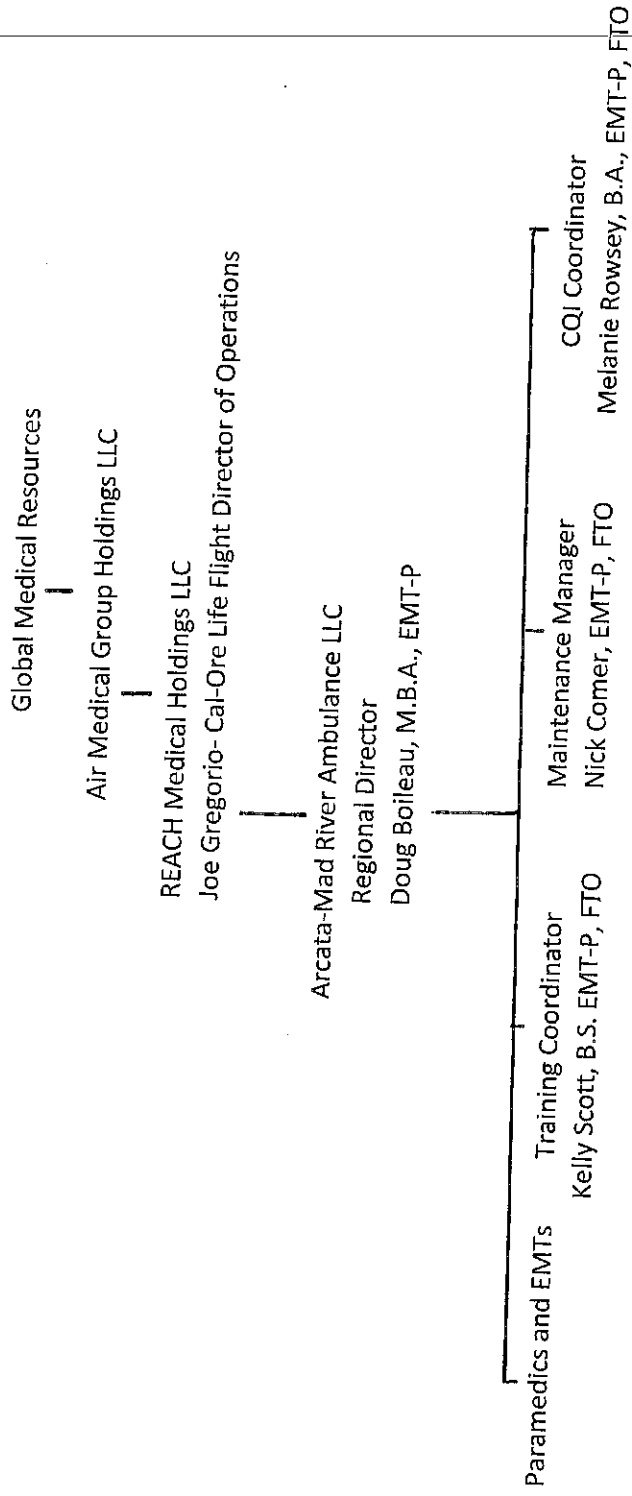 Global Medical Resources
Air Medical Group Holdings LLC
REACH Medical Holdings LLC
Joe Gregorio- Cal-Ore Life Flight Director of Operations
Arcata-Mad River Ambulance LLC
Regional Director
Doug Boileau, M.B.A., EMT-P
Paramedics and EMTs
Training Coordinator
Kelly Scott, B.S. EMT-P, FTO
Maintenance Manager
Nick Comer, EMT-P, FTO
CQI Coordinator
Melanie Rowsey, B.A., EMT-P, FTO